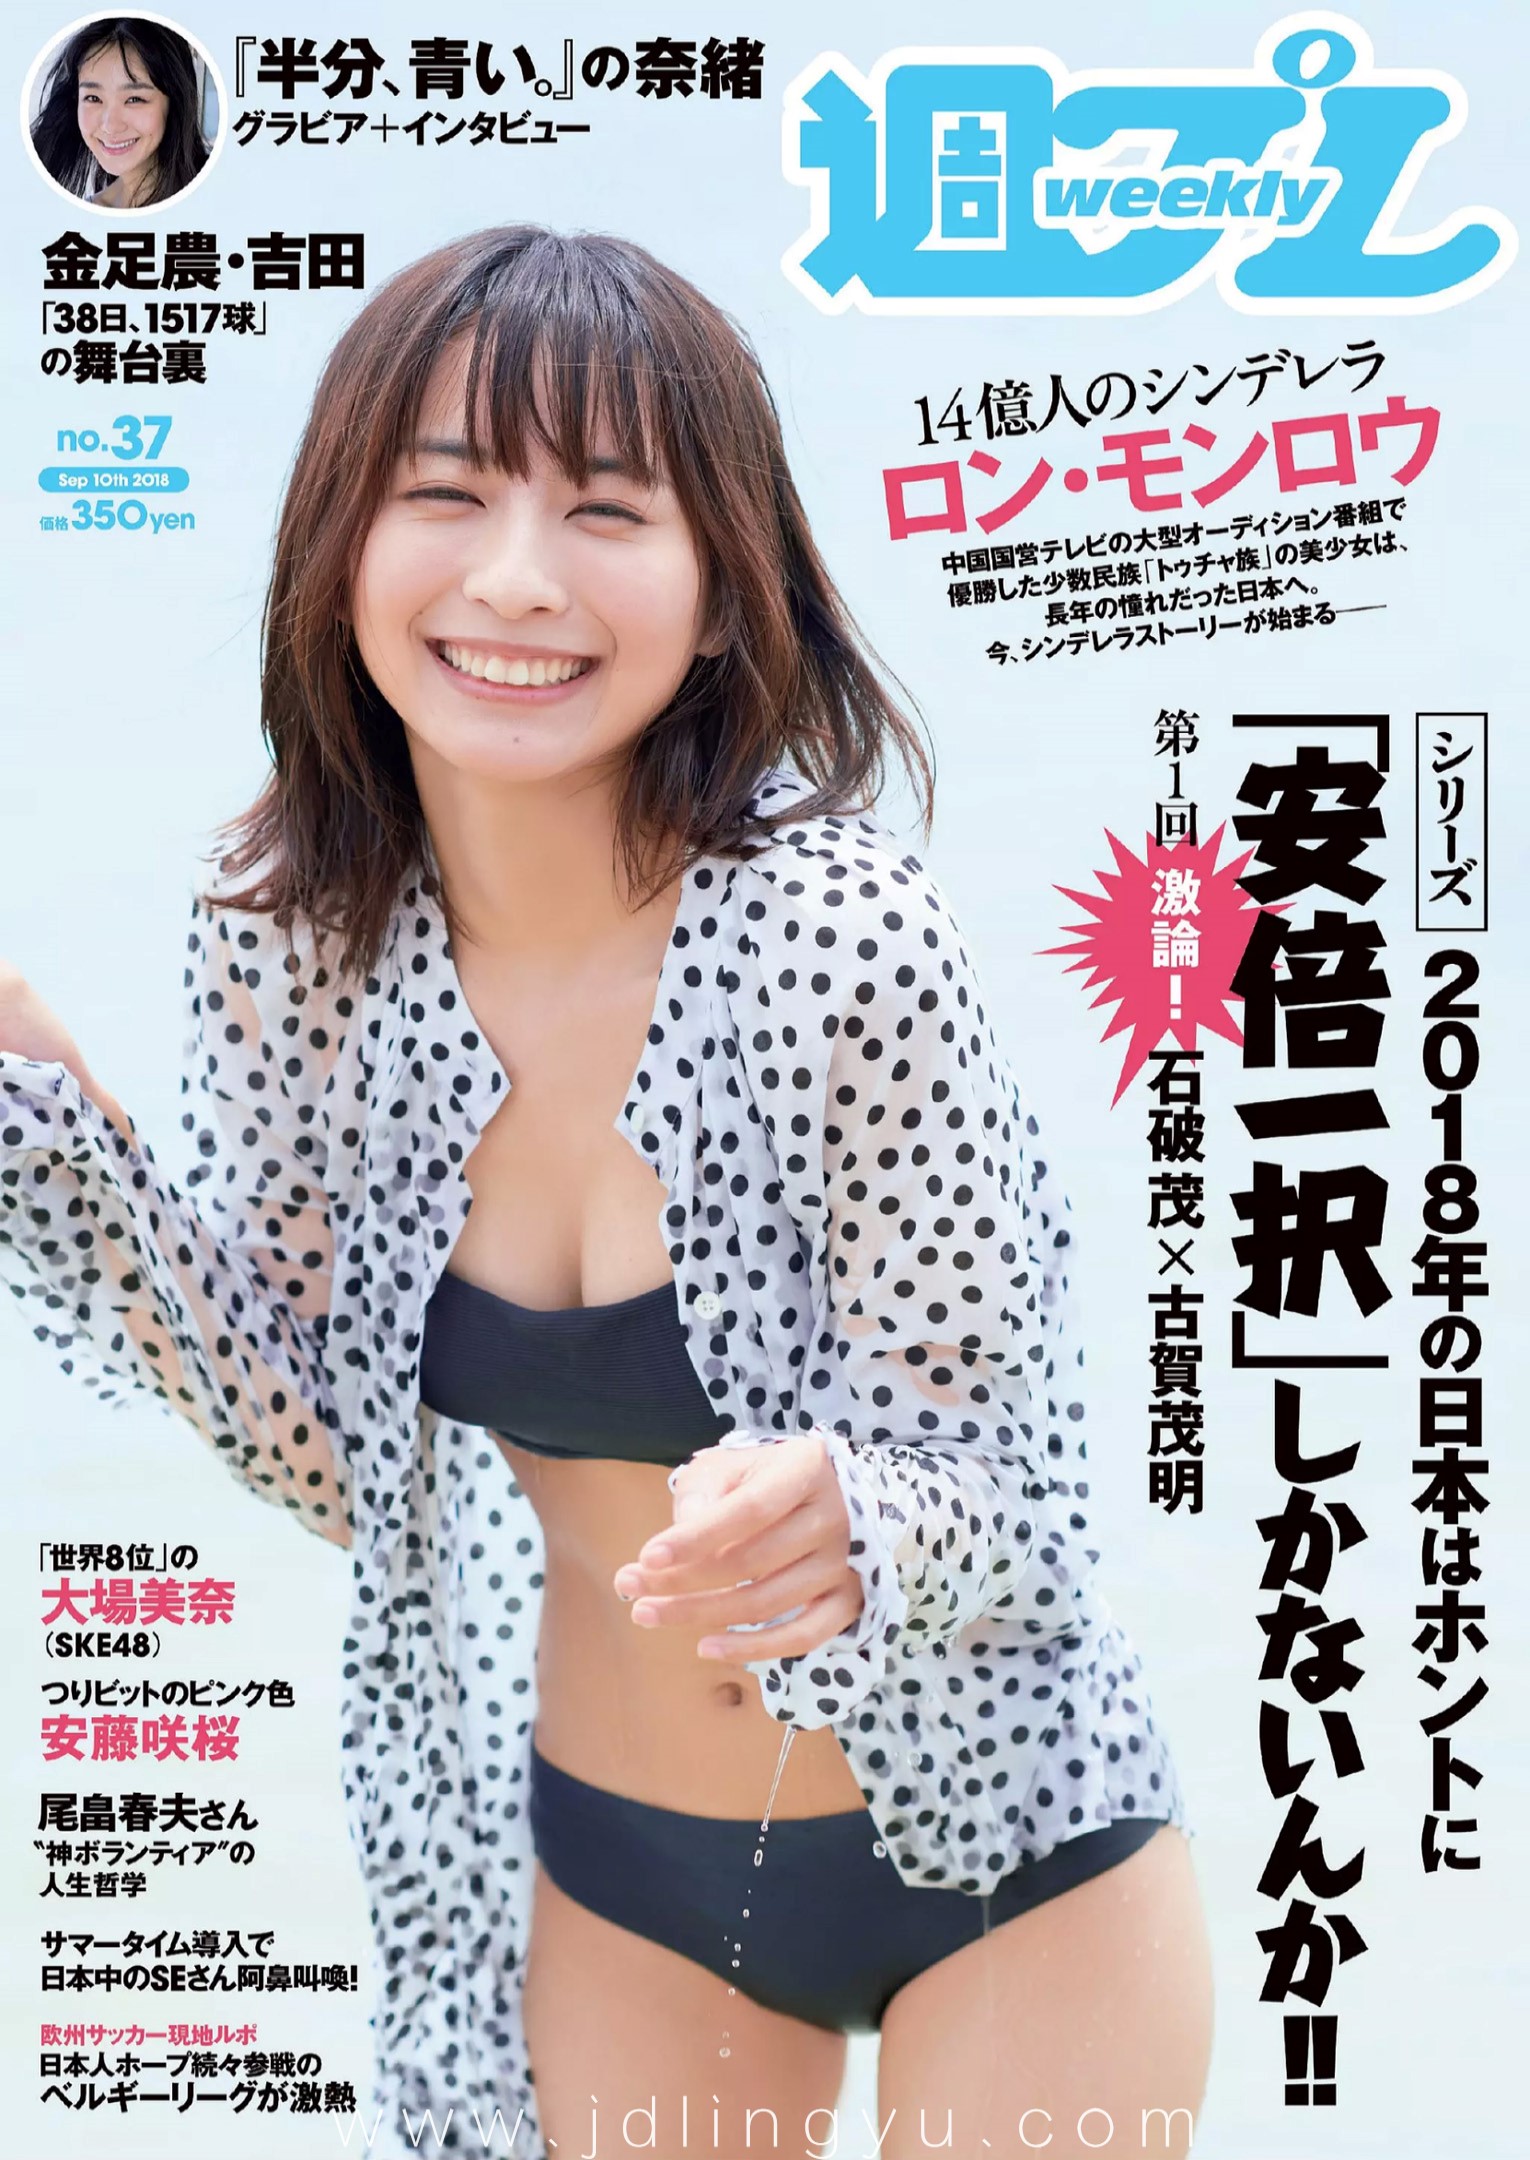 『半分、青い。』の奈緒
グラビア＋インタビュー
週プレ
weekly
金足農・吉田
「38日、1517球」
の舞台裏
no.37
Sep 10th 2018
価格 350yen
14億人のシンデレラ
ロン・モンロウ
中国国営テレビの大型オーディション番組で
優勝した少数民族「トゥチャ族」の美少女は、
長年の憧れだった日本へ。
今、シンデレラストーリーが始まる──
シリーズ 2018年の日本はホントに
「安倍一択」しかないんか!!
第1回 激論! 石破 茂×古賀茂明
「世界8位」の
大場美奈
（SKE48）
つりビットのピンク色
安藤咲桜
尾畠春夫さん
“神ボランティア”の
人生哲学
サマータイム導入で
日本中のSEさん阿鼻叫喚!
欧州サッカー現地ルポ
日本人ホープ続々参戦の
ベルギーリーグが激熱
www.jdlingyu.com